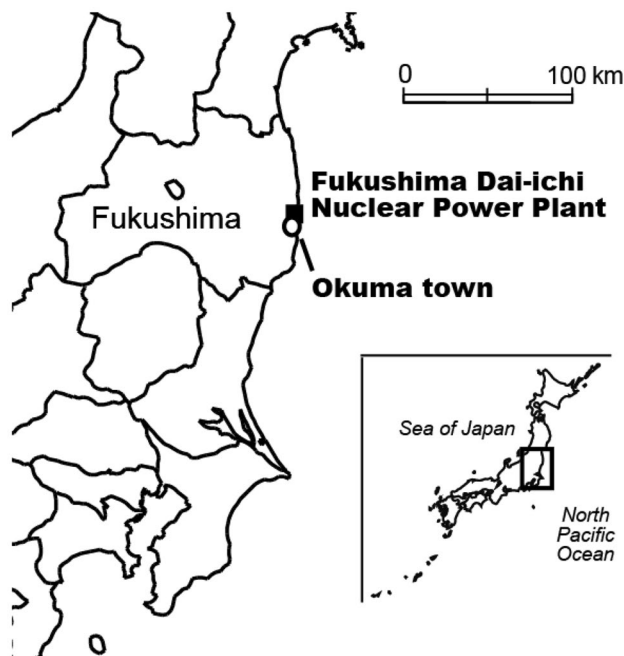 0 100 km
Fukushima Dai-ichi
Nuclear Power Plant
Fukushima
Okuma town
Sea of Japan
North
Pacific
Ocean